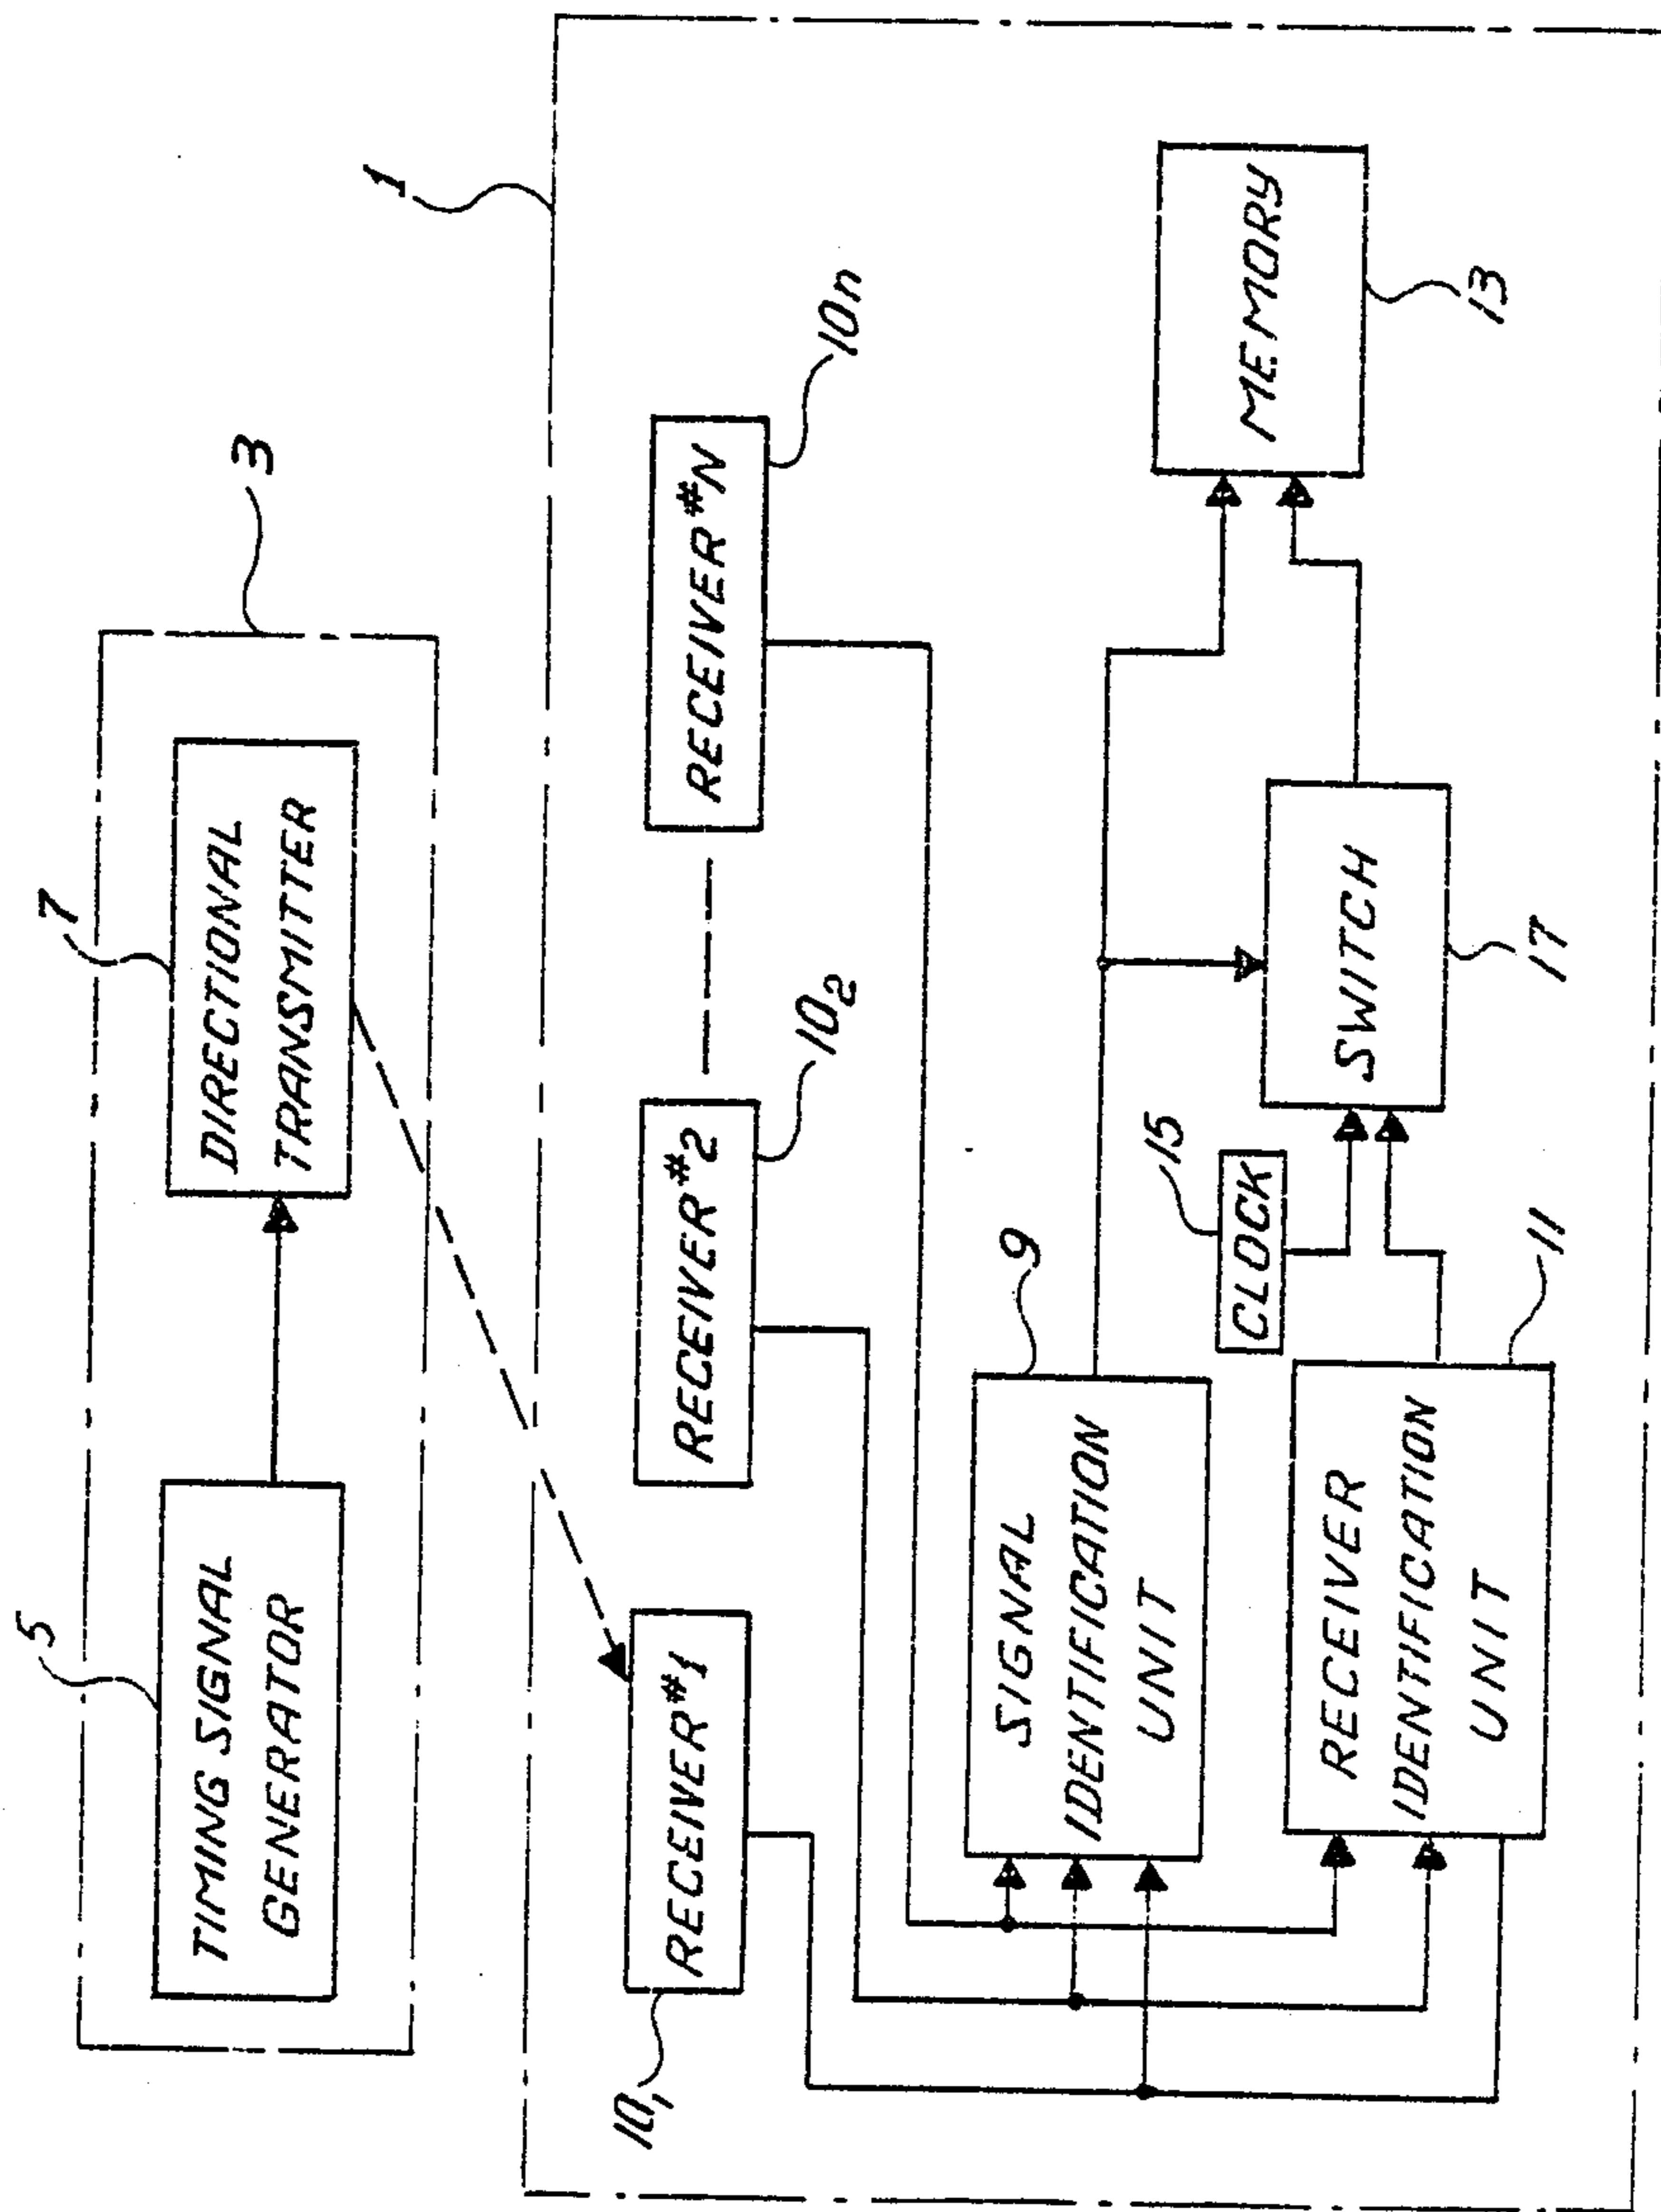 3
5
TIMING SIGNAL
GENERATOR
7
DIRECTIONAL
TRANSMITTER
1
10₁
RECEIVER #1
RECEIVER #2
10₂
RECEIVER #N
10n
9
SIGNAL
IDENTIFICATION
UNIT
15
CLOCK
RECEIVER
IDENTIFICATION
UNIT
11
SWITCH
17
MEMORY
13